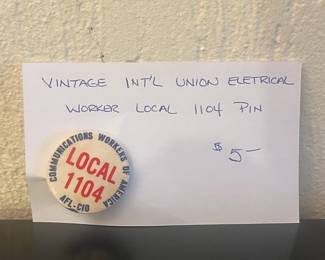 VINTAGE INT'L UNION ELETRICAL
WORKER LOCAL 1104 PIN
$5-
COMMUNICATIONS WORKERS OF AMERICA
LOCAL
1104
AFL-CIO